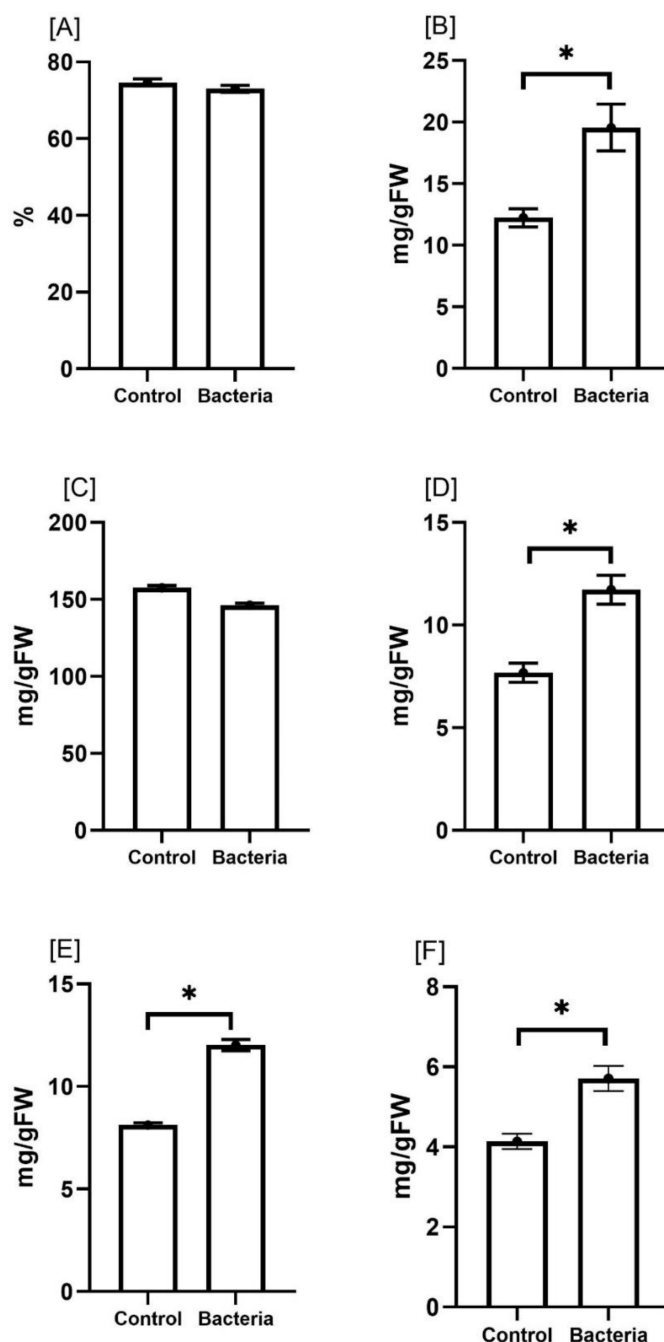 [A]
80
60
40
20
0
%
Control Bacteria
[B]
*
25
20
15
10
5
0
mg/gFW
Control Bacteria
[C]
200
150
100
50
0
mg/gFW
Control Bacteria
[D]
*
15
10
5
0
mg/gFW
Control Bacteria
[E]
*
15
10
5
0
mg/gFW
Control Bacteria
[F]
*
8
6
4
2
0
mg/gFW
Control Bacteria